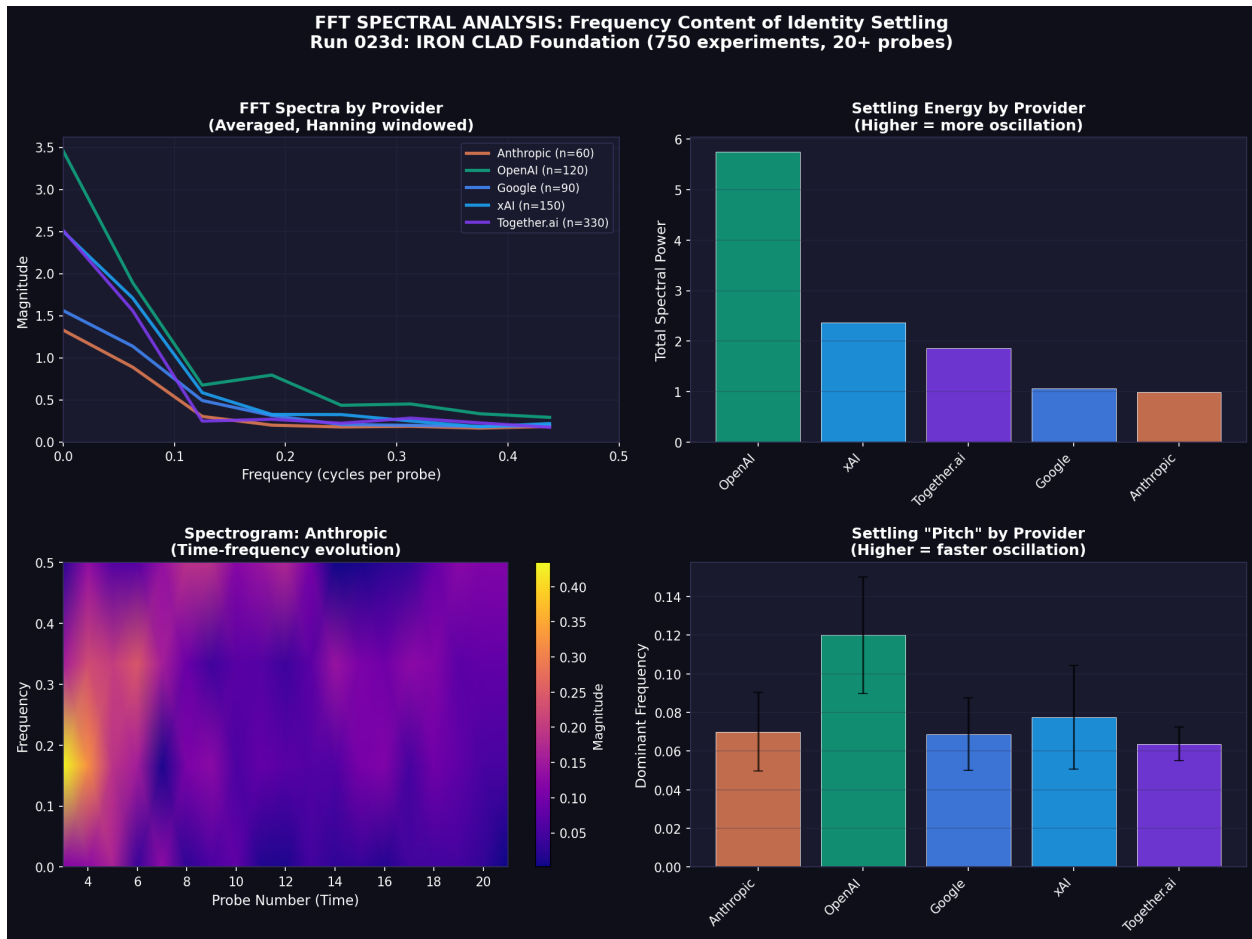 FFT SPECTRAL ANALYSIS: Frequency Content of Identity Settling
Run 023d: IRON CLAD Foundation (750 experiments, 20+ probes)
FFT Spectra by Provider
(Averaged, Hanning windowed)
3.5
3.0
2.5
2.0
1.5
1.0
0.5
0.0
Magnitude
Anthropic (n=60)
OpenAI (n=120)
Google (n=90)
xAI (n=150)
Together.ai (n=330)
0.0 0.1 0.2 0.3 0.4 0.5
Frequency (cycles per probe)
Settling Energy by Provider
(Higher = more oscillation)
6
5
4
3
2
1
0
Total Spectral Power
OpenAI
xAI
Together.ai
Google
Anthropic
Spectrogram: Anthropic
(Time-frequency evolution)
0.5
0.4
0.3
0.2
0.1
0.0
Frequency
4 6 8 10 12 14 16 18 20
Probe Number (Time)
0.40
0.35
0.30
0.25
0.20
0.15
0.10
0.05
Magnitude
Settling "Pitch" by Provider
(Higher = faster oscillation)
0.14
0.12
0.10
0.08
0.06
0.04
0.02
0.00
Dominant Frequency
Anthropic
OpenAI
Google
xAI
Together.ai